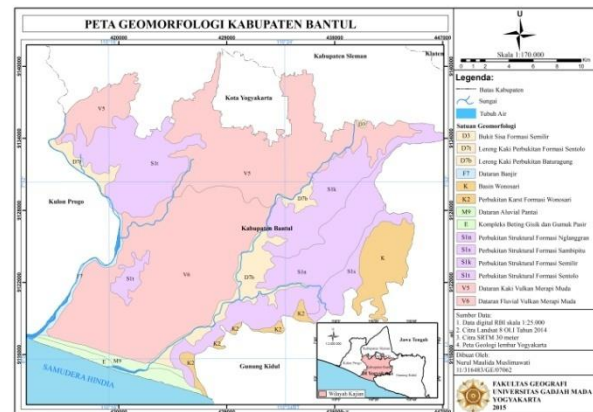 PETA GEOMORFOLOGI KABUPATEN BANTUL
U
Skala 1:170.000
Km
Legenda:
Batas Kabupaten
Sungai
Tubuh Air
Satuan Geomorfologi
D3 Bukit Sisa Formasi Semilir
D7t Lereng Kaki Perbukitan Formasi Sentolo
D7b Lereng Kaki Perbukitan Baturagung
F7 Dataran Banjir
K Basin Wonosari
K2 Perbukitan Karst Formasi Wonosari
M9 Dataran Aluvial Pantai
E Kompleks Beting Gisik dan Gumuk Pasir
S1n Perbukitan Struktural Formasi Nglanggran
S1s Perbukitan Struktural Formasi Sambipitu
S1k Perbukitan Struktural Formasi Semilir
S1t Perbukitan Struktural Formasi Sentolo
V5 Dataran Kaki Vulkan Merapi Muda
V6 Dataran Fluvial Vulkan Merapi Muda
Sumber Data:
1. Data digital RBI skala 1:25.000
2. Citra Landsat 8 OLI Tahun 2014
3. Citra SRTM 30 meter
4. Peta Geologi lembar Yogyakarta
Dibuat Oleh:
Nurul Maulida Muslimawati
11/316483/GE/07062
FAKULTAS GEOGRAFI
UNIVERSITAS GADJAH MADA
YOGYAKARTA
2015
Kabupaten Sleman
Klaten
Kota Yogyakarta
V5
D3
S1t
D7t
V5
S1k
Kulon Progo
D7b
Kabupaten Bantul
K
F7
V6
S1t
D7b
S1n
S1s
K2
K2
K2
K2
E
M9
SAMUDERA HINDIA
Gunung Kidul
Jawa Tengah
Wilayah Kajian